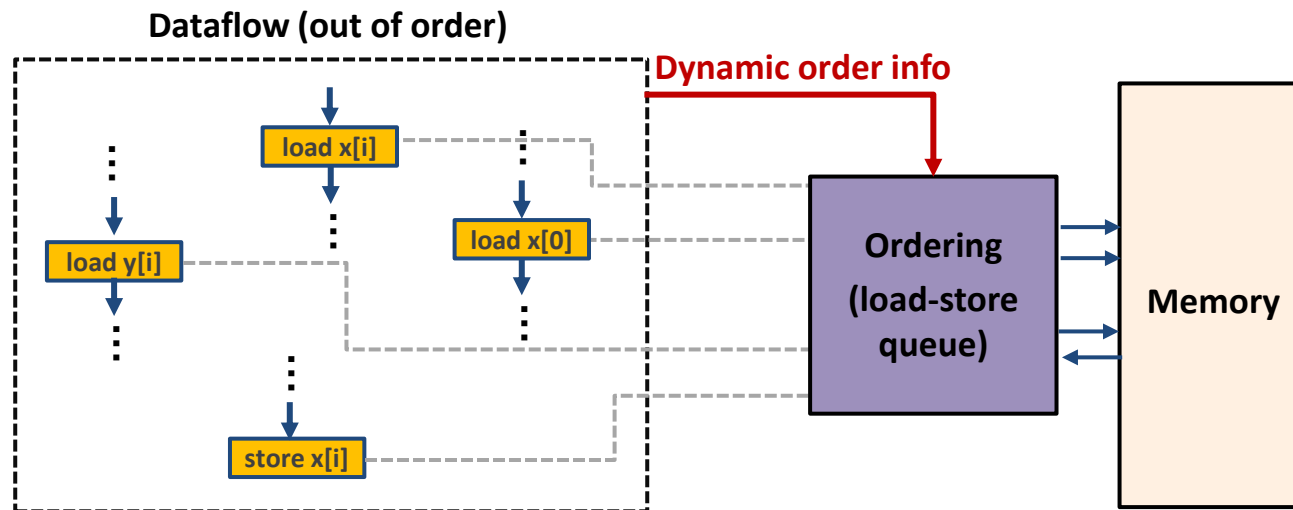 Dataflow (out of order)
Dynamic order info
load x[i]
load x[0]
load y[i]
store x[i]
Ordering
(load-store
queue)
Memory